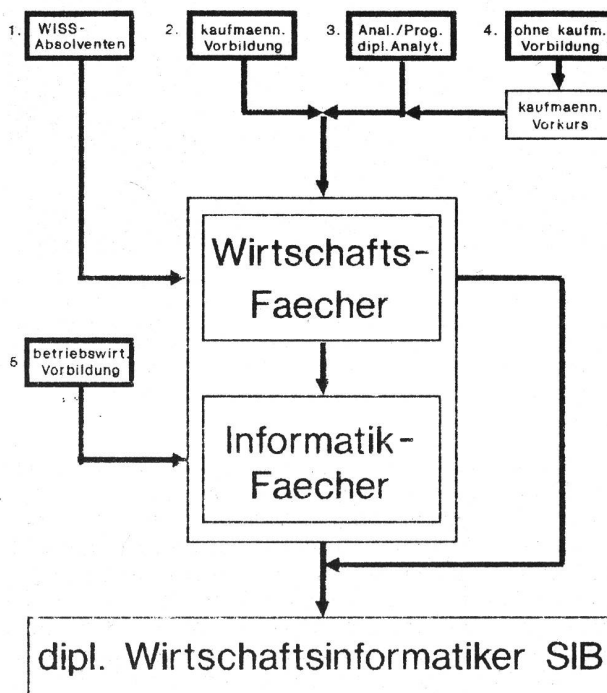 1. WISS-
Absolventen
2. kaufmaenn.
Vorbildung
3. Anal./Prog.
dipl.Analyt.
4. ohne kaufm.
Vorbildung
kaufmaenn.
Vorkurs
Wirtschafts-
Faecher
5 betriebswirt.
Vorbildung
Informatik-
Faecher
dipl. Wirtschaftsinformatiker SIB